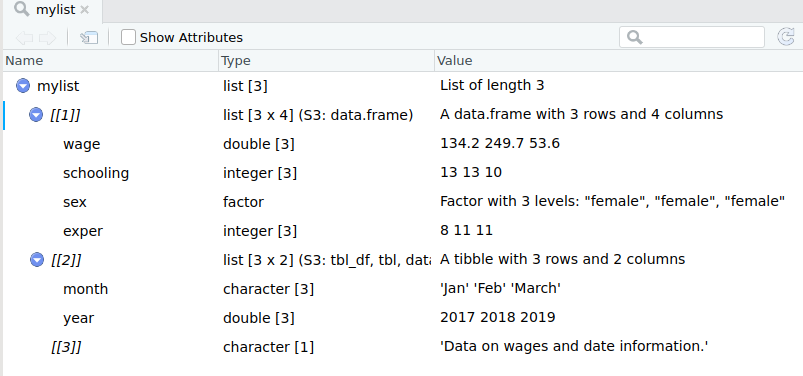 mylist
Show Attributes
Name Type Value
mylist list [3] List of length 3
[[1]] list [3 x 4] (S3: data.frame) A data.frame with 3 rows and 4 columns
wage double [3] 134.2 249.7 53.6
schooling integer [3] 13 13 10
sex factor Factor with 3 levels: "female", "female", "female"
exper integer [3] 8 11 11
[[2]] list [3 x 2] (S3: tbl_df, tbl, data A tibble with 3 rows and 2 columns
month character [3] 'Jan' 'Feb' 'March'
year double [3] 2017 2018 2019
[[3]] character [1] 'Data on wages and date information.'